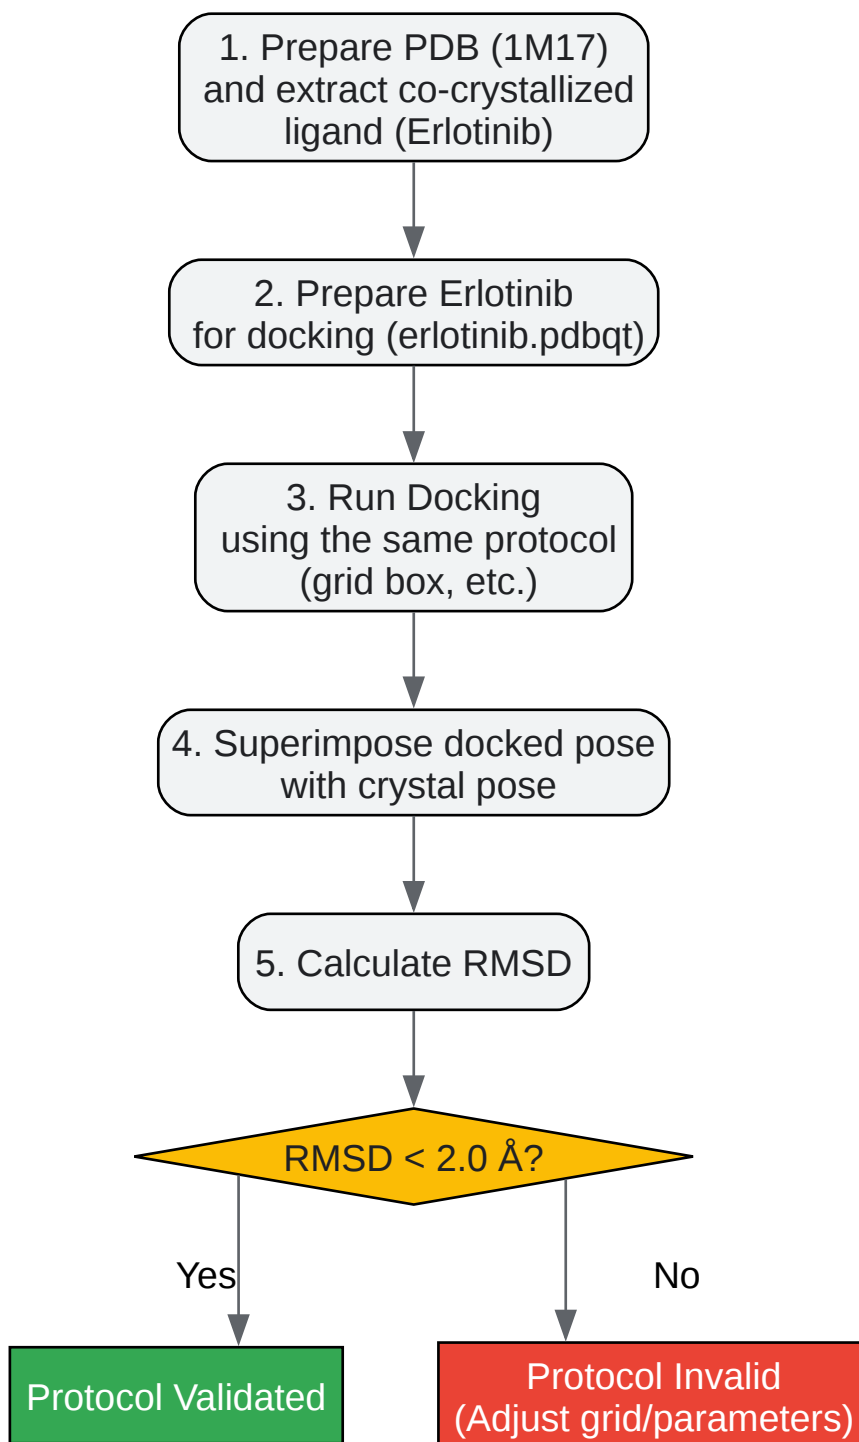 1. Prepare PDB (1M17)
and extract co-crystallized
ligand (Erlotinib)
2. Prepare Erlotinib
for docking (erlotinib.pdbqt)
3. Run Docking
using the same protocol
(grid box, etc.)
4. Superimpose docked pose
with crystal pose
5. Calculate RMSD
RMSD < 2.0 Å?
Yes
No
Protocol Validated
Protocol Invalid
(Adjust grid/parameters)